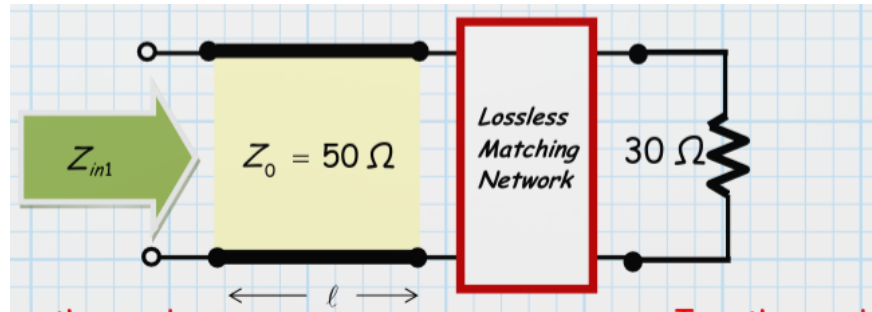 Z_in1
Z_0 = 50 Ω
Lossless
Matching
Network
30 Ω
ℓ